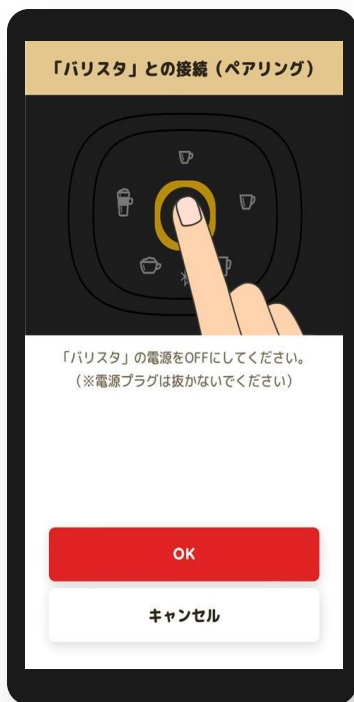 「バリスタ」との接続（ペアリング）
「バリスタ」の電源をOFFにしてください。
（※電源プラグは抜かないでください）
OK
キャンセル